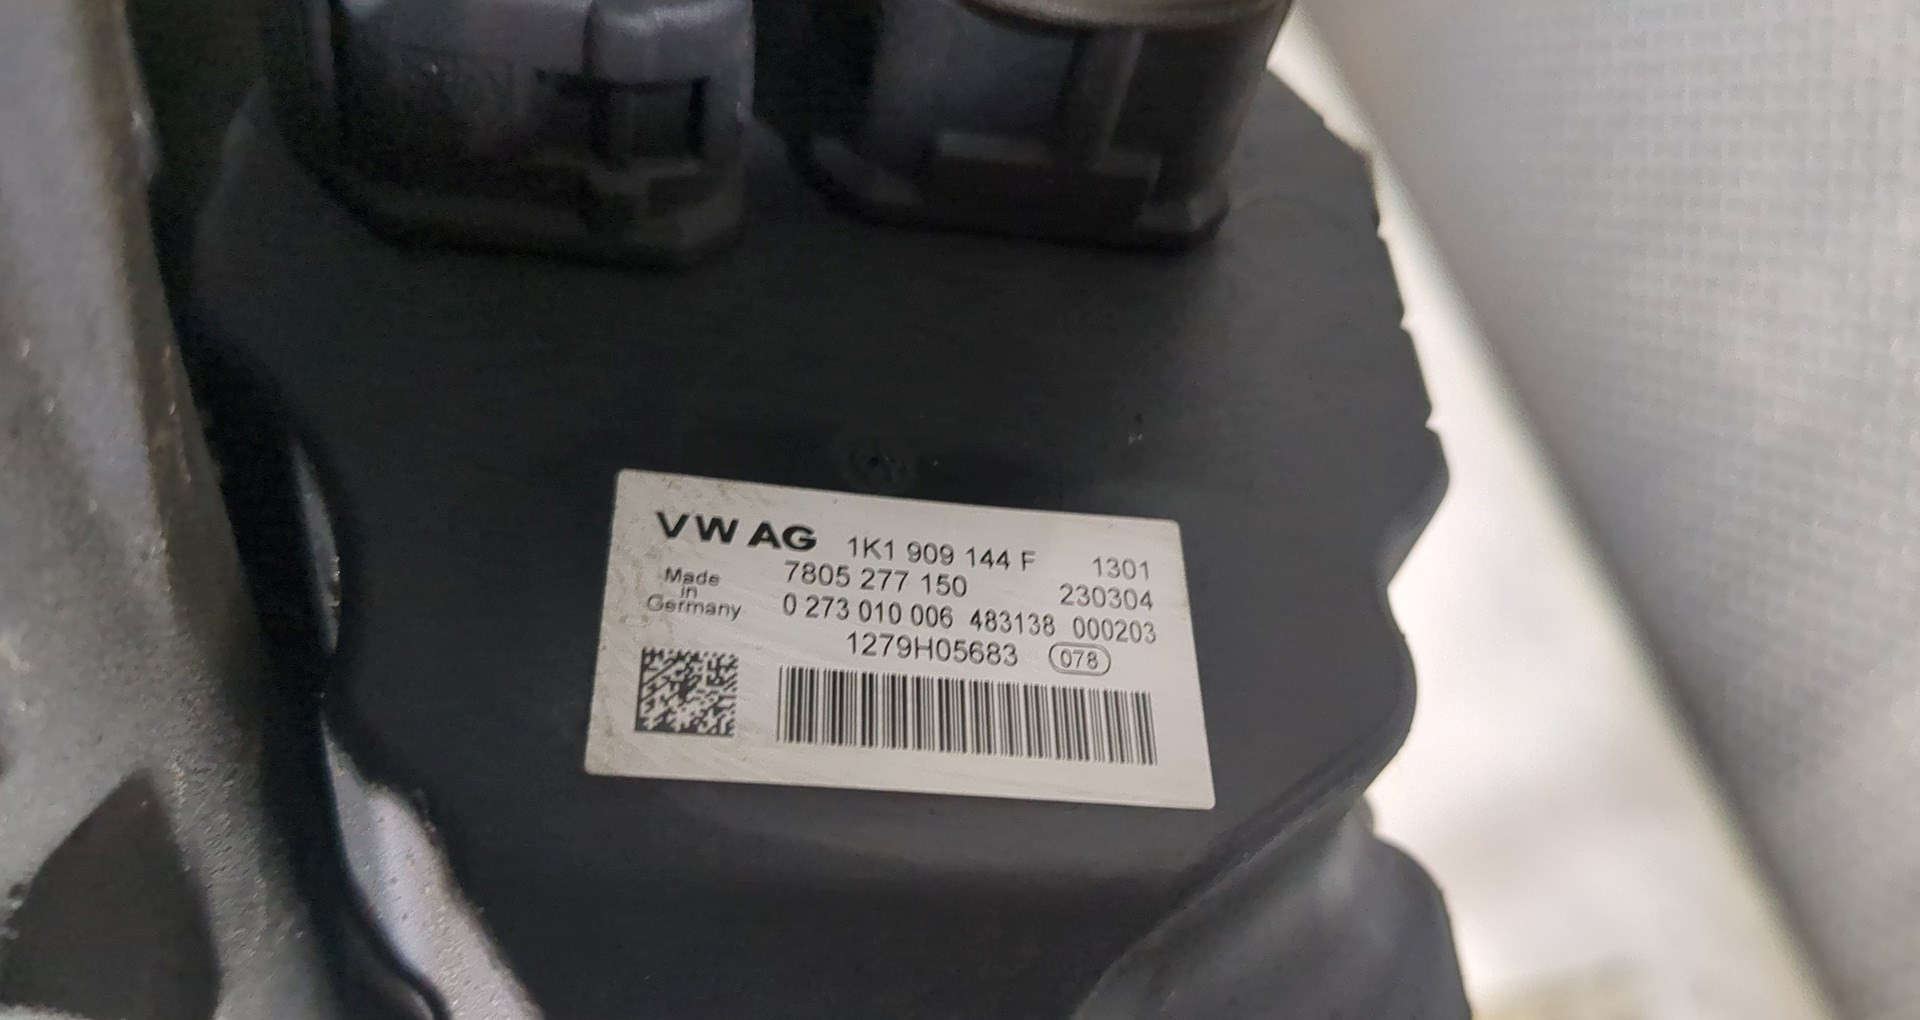 VW AG 1K1 909 144 F 1301
Made in Germany
7805 277 150 230304
0 273 010 006 483138 000203
1279H05683 078